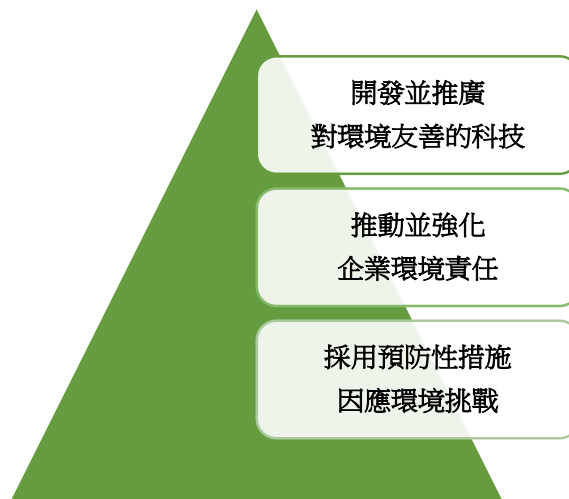 開發並推廣
對環境友善的科技
推動並強化
企業環境責任
採用預防性措施
因應環境挑戰